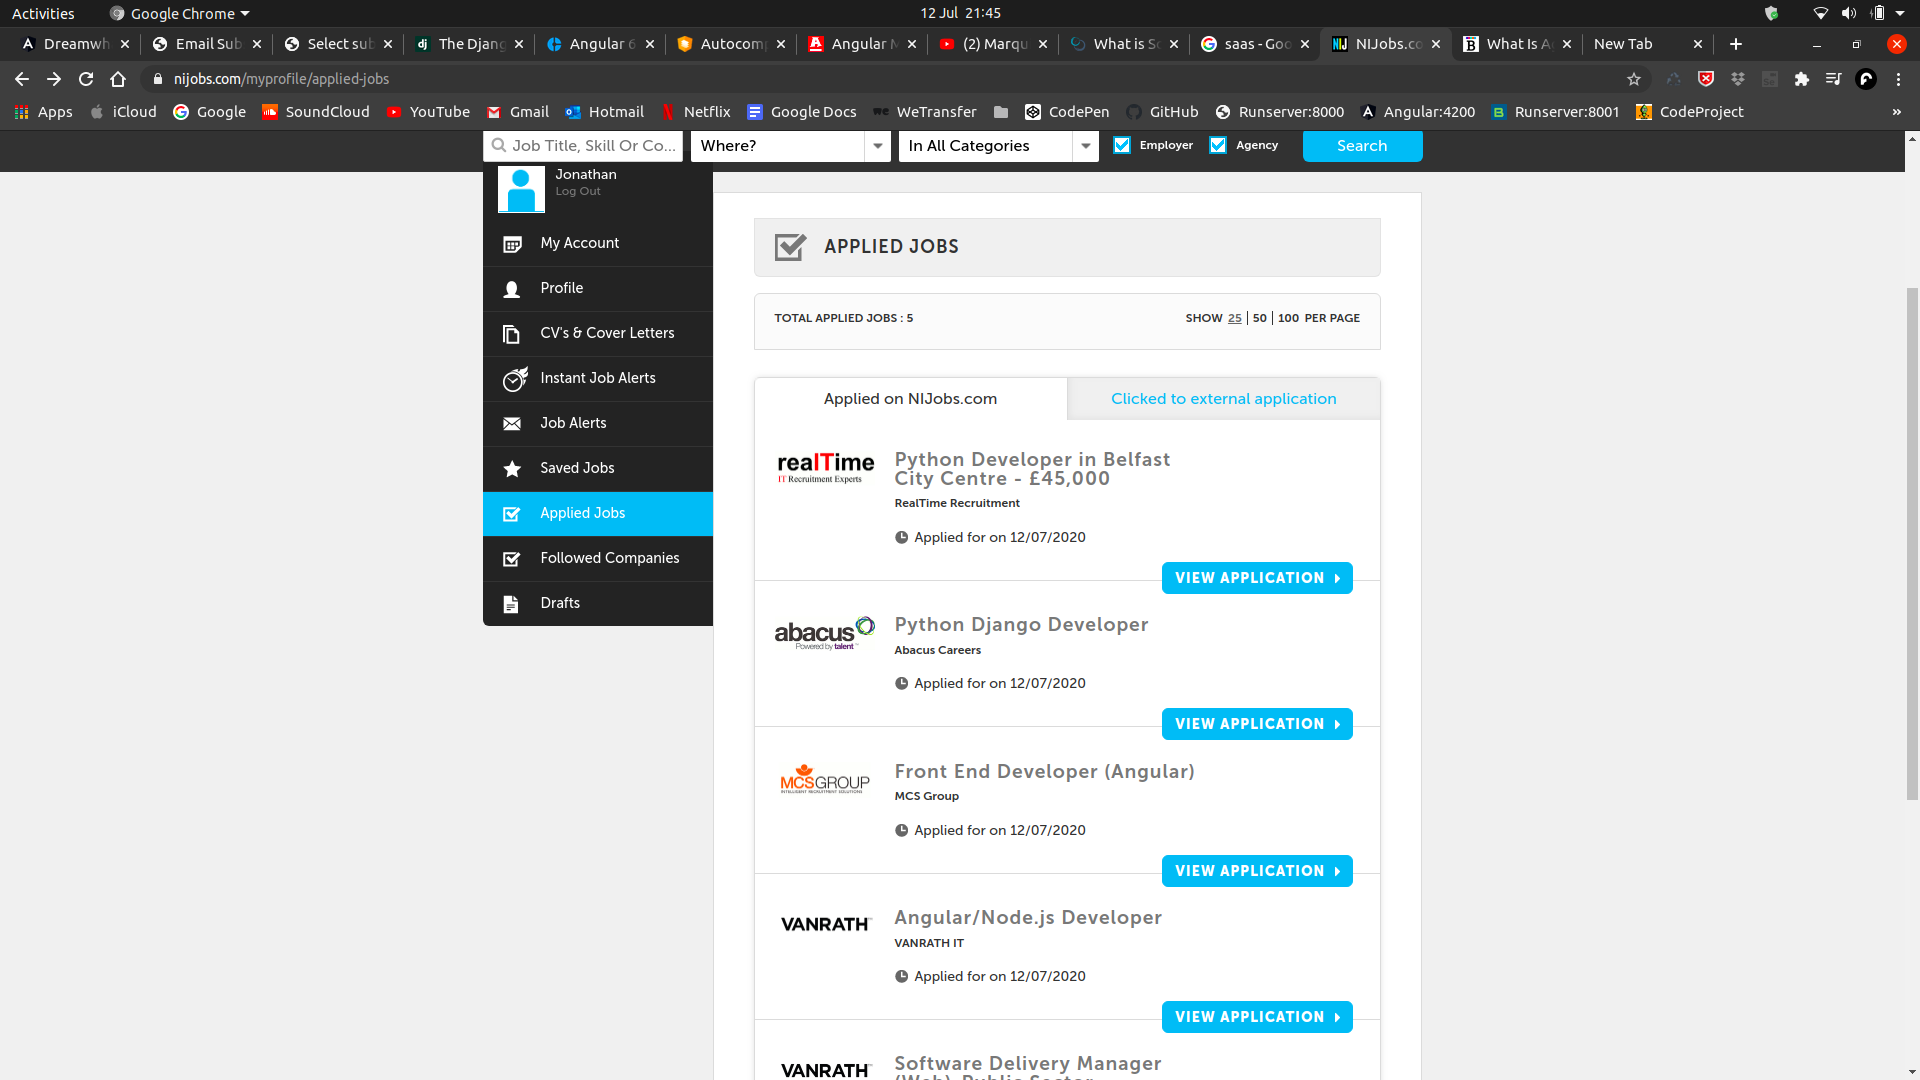 Activities
Google Chrome
12 Jul 21:45
Dreamwh
Email Sub
Select sub
The Djang
Angular 6
Autocomp
Angular M
(2) Marqu
What is Sc
saas - Goo
NIJobs.co
What Is A
New Tab
nijobs.com/myprofile/applied-jobs
Apps
iCloud
Google
SoundCloud
YouTube
Gmail
Hotmail
Netflix
Google Docs
WeTransfer
CodePen
GitHub
Runserver:8000
Angular:4200
Runserver:8001
CodeProject
»
Job Title, Skill Or Co...
Where?
In All Categories
Employer
Agency
Search
Jonathan
Log Out
My Account
Profile
CV's & Cover Letters
Instant Job Alerts
Job Alerts
Saved Jobs
Applied Jobs
Followed Companies
Drafts
APPLIED JOBS
TOTAL APPLIED JOBS : 5
SHOW 25 | 50 | 100 PER PAGE
Applied on NIJobs.com
Clicked to external application
realTime
IT Recruitment Experts
Python Developer in Belfast
City Centre - £45,000
RealTime Recruitment
Applied for on 12/07/2020
VIEW APPLICATION
abacus
Powered by talent
Python Django Developer
Abacus Careers
Applied for on 12/07/2020
VIEW APPLICATION
MCSGROUP
INTELLIGENT RECRUITMENT SOLUTIONS
Front End Developer (Angular)
MCS Group
Applied for on 12/07/2020
VIEW APPLICATION
VANRATH
Angular/Node.js Developer
VANRATH IT
Applied for on 12/07/2020
VIEW APPLICATION
VANRATH
Software Delivery Manager
(Web) Public Sector